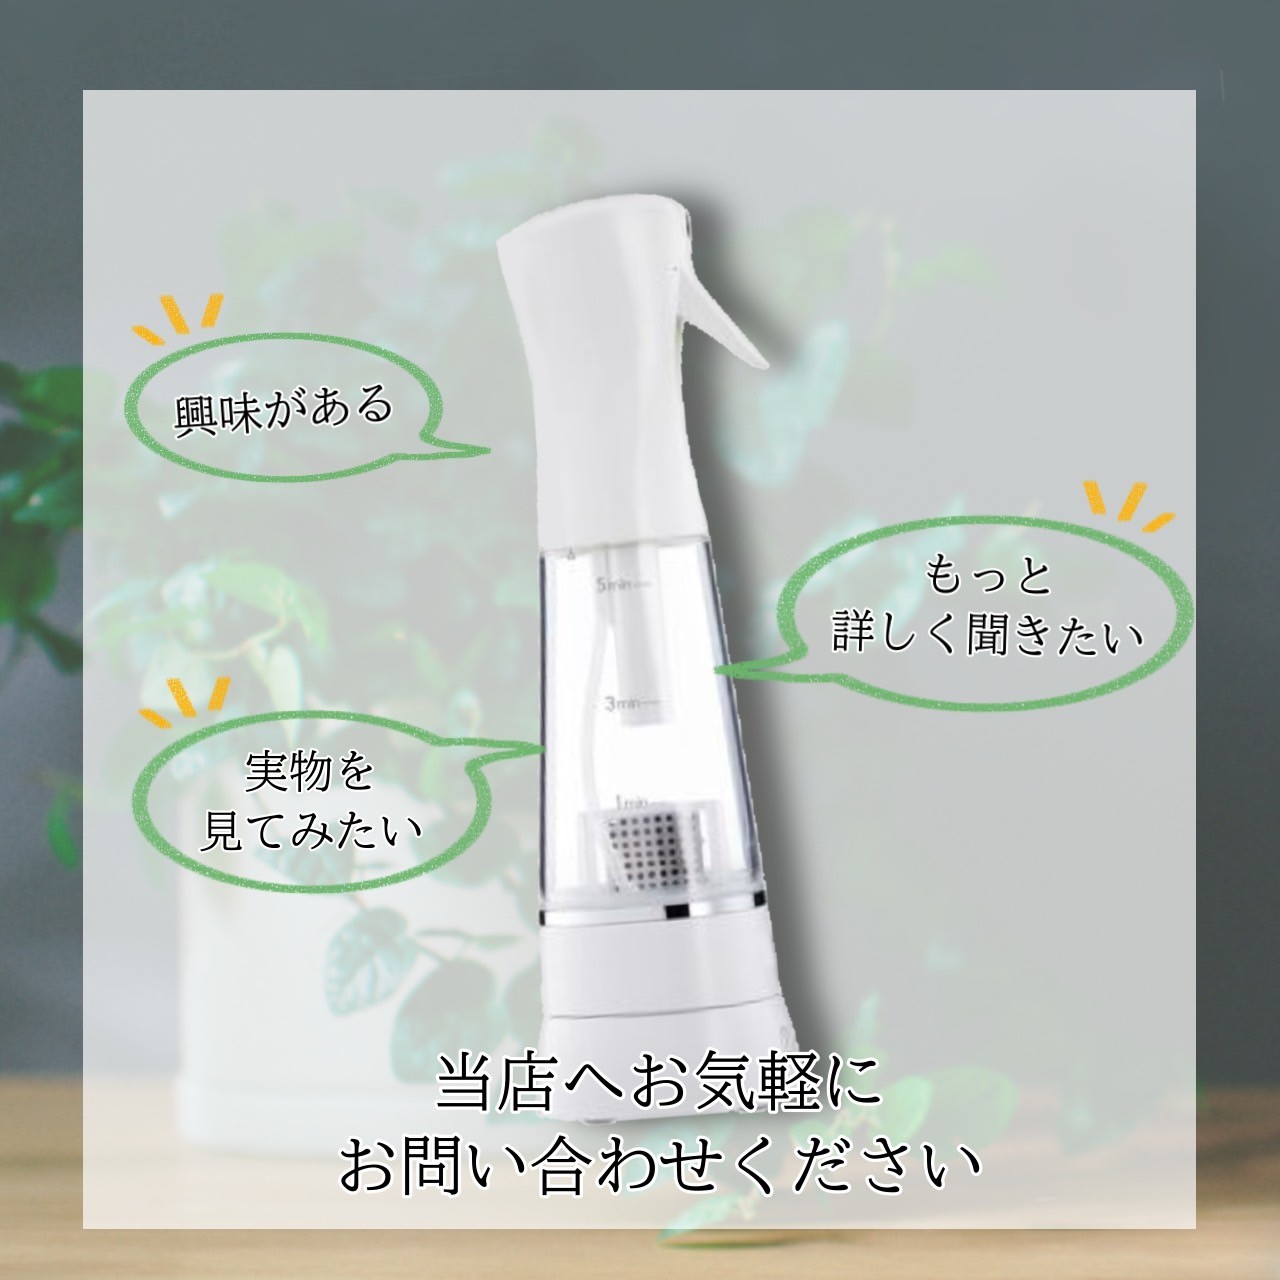 興味がある
もっと
詳しく聞きたい
5min
3min
1min
実物を
見てみたい
当店へお気軽に
お問い合わせください